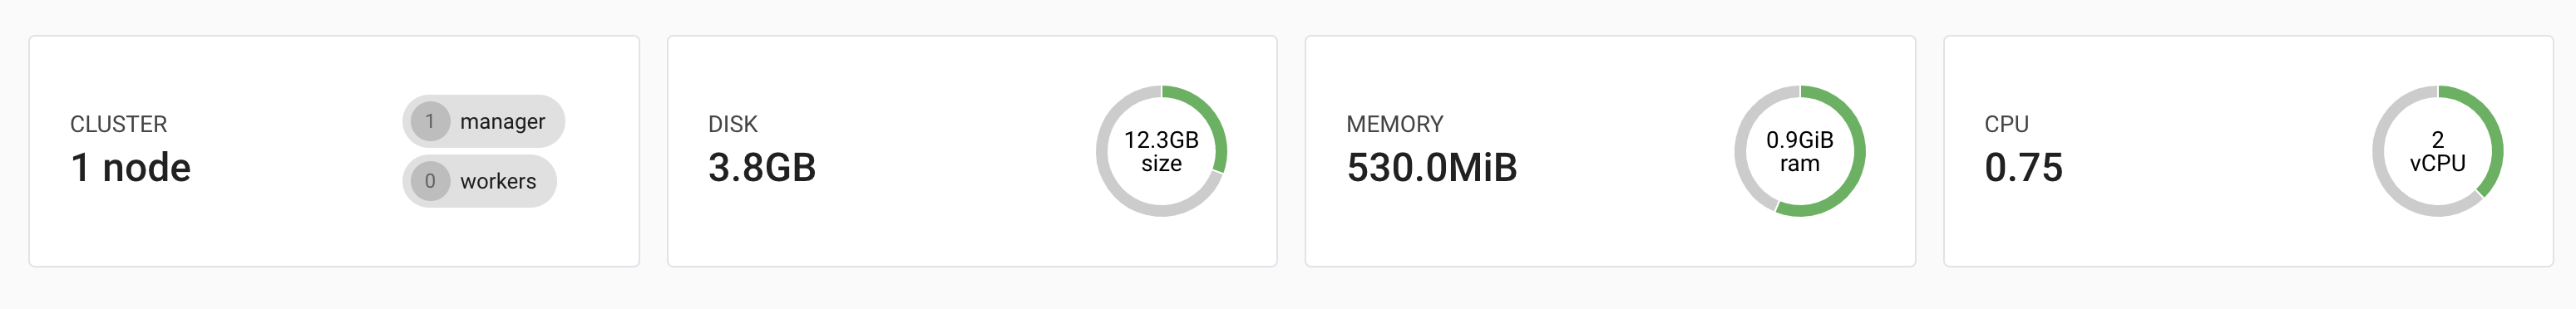 CLUSTER
1 node
1 manager
0 workers
DISK
3.8GB
12.3GB
size
MEMORY
530.0MiB
0.9GiB
ram
CPU
0.75
2
vCPU